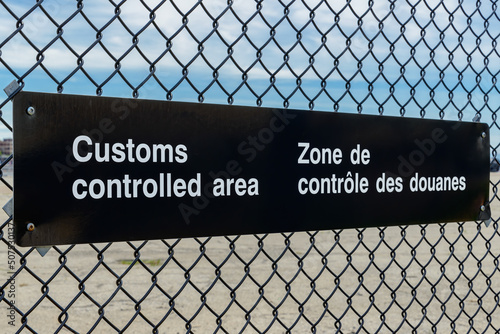 Customs
controlled area
Zone de
contrôle des douanes